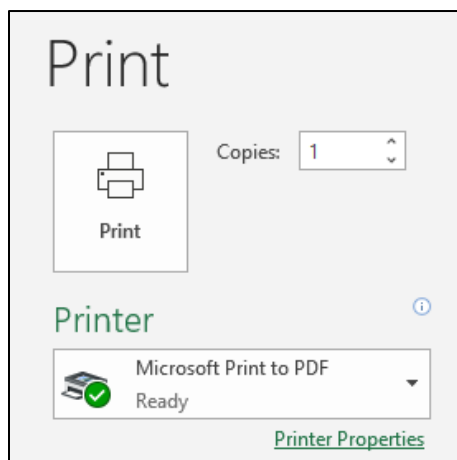 Print
Copies: 1
Print
Printer
Microsoft Print to PDF
Ready
Printer Properties